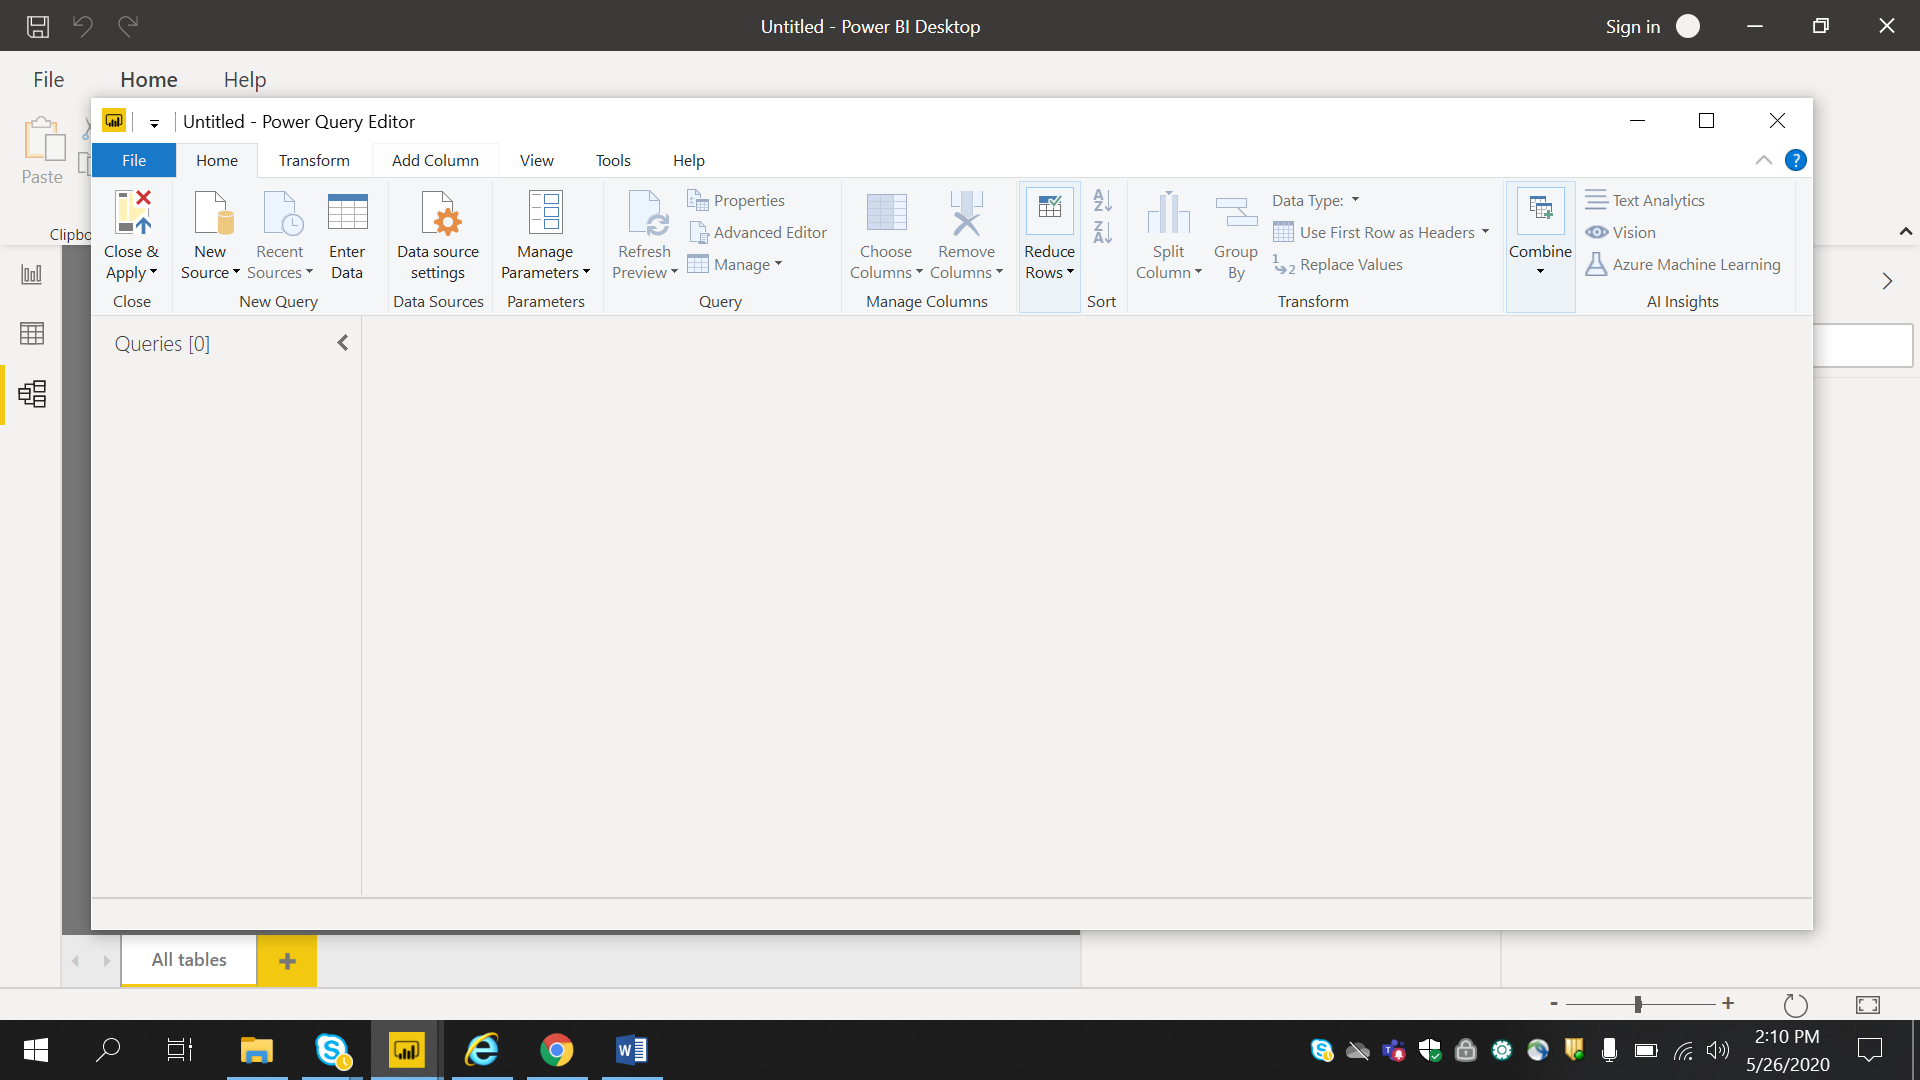 Untitled - Power BI Desktop
Sign in
File Home Help
Paste
Clipbo
Untitled - Power Query Editor
File Home Transform Add Column View Tools Help
?
Close & Apply
Close
New Source
Recent Sources
Enter Data
New Query
Data source settings
Data Sources
Manage Parameters
Parameters
Refresh Preview
Properties
Advanced Editor
Manage
Query
Choose Columns
Remove Columns
Manage Columns
Reduce Rows
A Z
Z A
Sort
Split Column
Group By
Data Type:
Use First Row as Headers
1 2 Replace Values
Transform
Combine
Text Analytics
Vision
Azure Machine Learning
AI Insights
Queries [0]
All tables +
- +
2:10 PM
5/26/2020